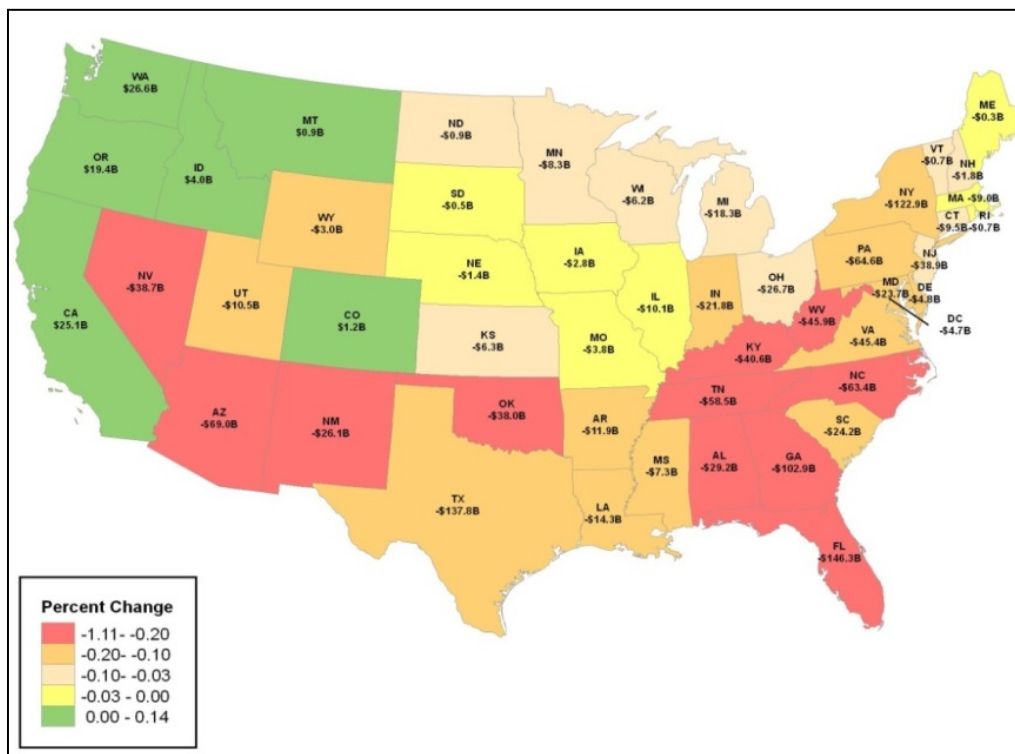 WA
$26.6B
OR
$19.4B
ID
$4.0B
MT
$0.9B
CA
$25.1B
NV
-$38.7B
UT
-$10.5B
WY
-$3.0B
CO
$1.2B
AZ
-$69.0B
NM
-$26.1B
ND
-$0.9B
SD
-$0.5B
NE
-$1.4B
KS
-$6.3B
OK
-$38.0B
TX
-$137.8B
MN
-$8.3B
IA
-$2.8B
MO
-$3.8B
AR
-$11.9B
LA
-$14.3B
WI
-$6.2B
IL
-$10.1B
MS
-$7.3B
MI
-$18.3B
IN
-$21.8B
OH
-$26.7B
KY
-$40.6B
TN
-$58.5B
AL
-$29.2B
GA
-$102.9B
FL
-$146.3B
SC
-$24.2B
NC
-$63.4B
VA
-$45.4B
WV
-$45.9B
PA
-$64.6B
NY
-$122.9B
ME
-$0.3B
VT
-$0.7B
NH
-$1.8B
MA -$9.0B
CT
-$9.5B
RI
-$0.7B
NJ
-$38.9B
DE
-$4.8B
MD
-$23.7B
DC
-$4.7B
Percent Change
-1.11- -0.20
-0.20- -0.10
-0.10- -0.03
-0.03 - 0.00
0.00 - 0.14